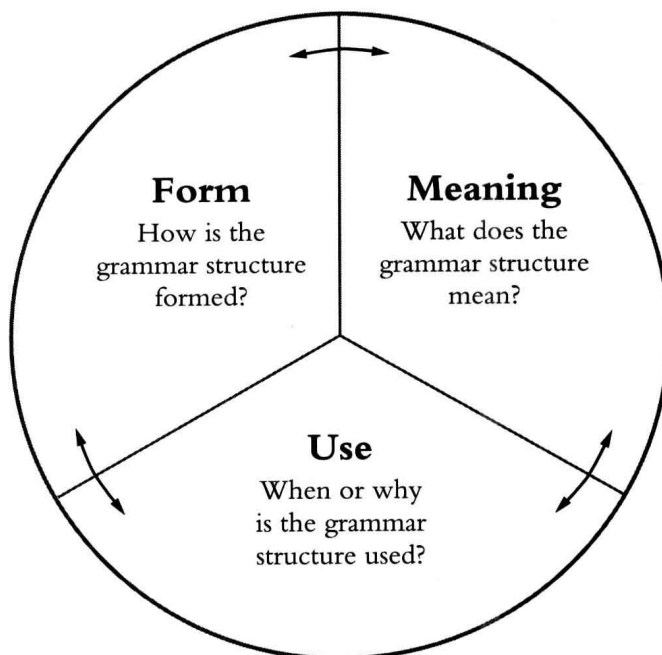 Form
How is the
grammar structure
formed?
Meaning
What does the
grammar structure
mean?
Use
When or why
is the grammar
structure used?